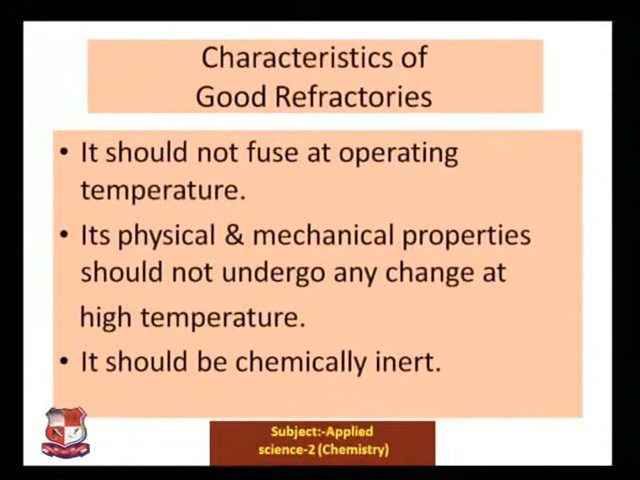 Characteristics of
Good Refractories
• It should not fuse at operating
temperature.
• Its physical & mechanical properties
should not undergo any change at
high temperature.
• It should be chemically inert.
Subject:-Applied
science-2 (Chemistry)